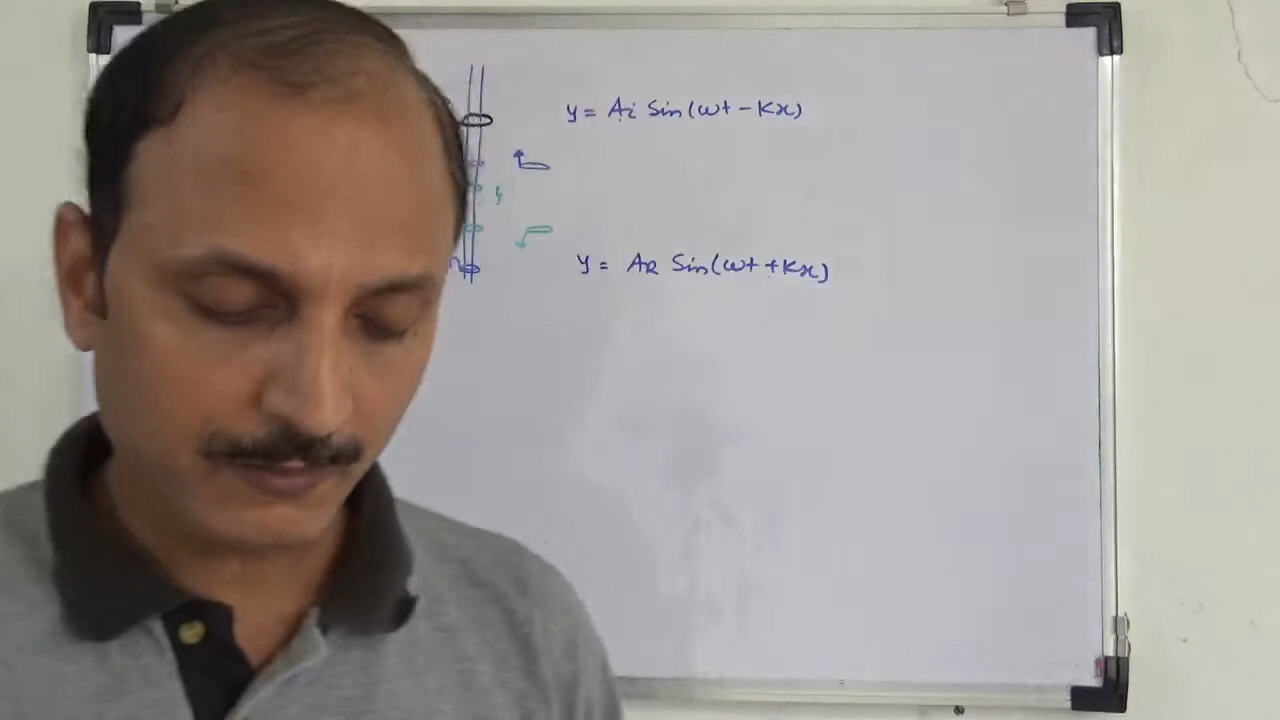 y = Ai Sin(ωt - Kx)
y
y = AR Sin(ωt + Kx)